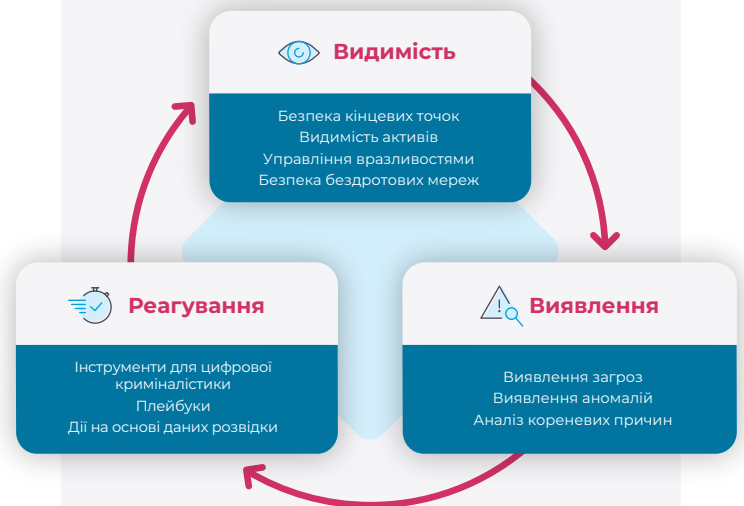 Видимість
Безпека кінцевих точок
Видимість активів
Управління вразливостями
Безпека бездротових мереж
Реагування
Інструменти для цифрової
криміналістики
Плейбуки
Дії на основі даних розвідки
Виявлення
Виявлення загроз
Виявлення аномалій
Аналіз кореневих причин